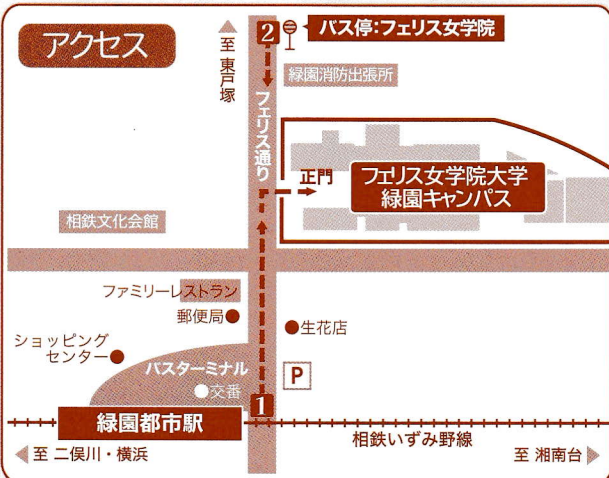 アクセス
至 東戸塚
2
バス停:フェリス女学院
緑園消防出張所
フェリス通り
正門
フェリス女学院大学
緑園キャンパス
相鉄文化会館
ファミリーレストラン
郵便局
生花店
ショッピング
センター
バスターミナル
交番
P
1
緑園都市駅
相鉄いずみ野線
至 二俣川・横浜
至 湘南台